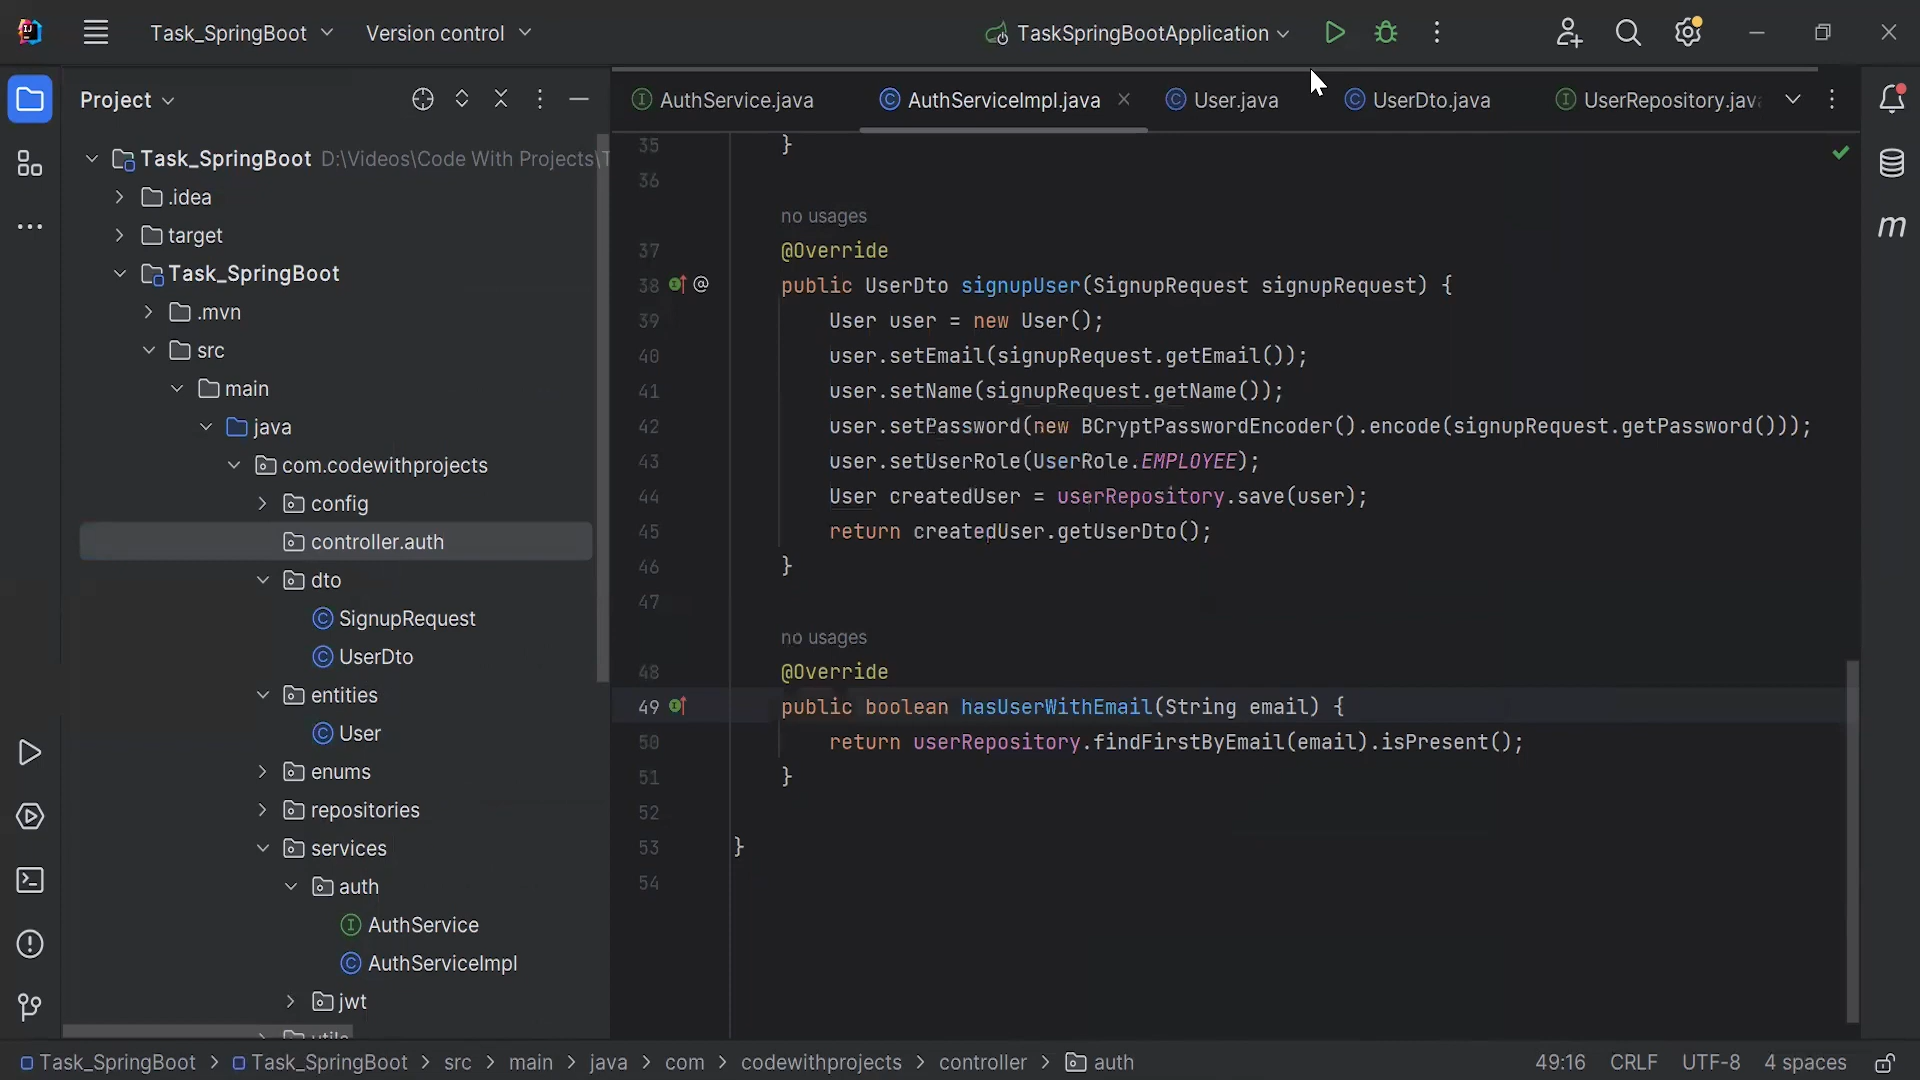 Task_SpringBoot
Version control
TaskSpringBootApplication
Project
AuthService.java
AuthServiceImpl.java
User.java
UserDto.java
UserRepository.jav
Task_SpringBoot D:\Videos\Code With Projects\T
.idea
target
Task_SpringBoot
.mvn
src
main
java
com.codewithprojects
config
controller.auth
dto
SignupRequest
UserDto
entities
User
enums
repositories
services
auth
AuthService
AuthServiceImpl
jwt
utils
35 }
36
no usages
37 @Override
38 @ public UserDto signupUser(SignupRequest signupRequest) {
39 User user = new User();
40 user.setEmail(signupRequest.getEmail());
41 user.setName(signupRequest.getName());
42 user.setPassword(new BCryptPasswordEncoder().encode(signupRequest.getPassword()));
43 user.setUserRole(UserRole.EMPLOYEE);
44 User createdUser = userRepository.save(user);
45 return createdUser.getUserDto();
46 }
47
no usages
48 @Override
49 public boolean hasUserWithEmail(String email) {
50 return userRepository.findFirstByEmail(email).isPresent();
51 }
52
53 }
54
m
Task_SpringBoot > Task_SpringBoot > src > main > java > com > codewithprojects > controller > auth
49:16 CRLF UTF-8 4 spaces